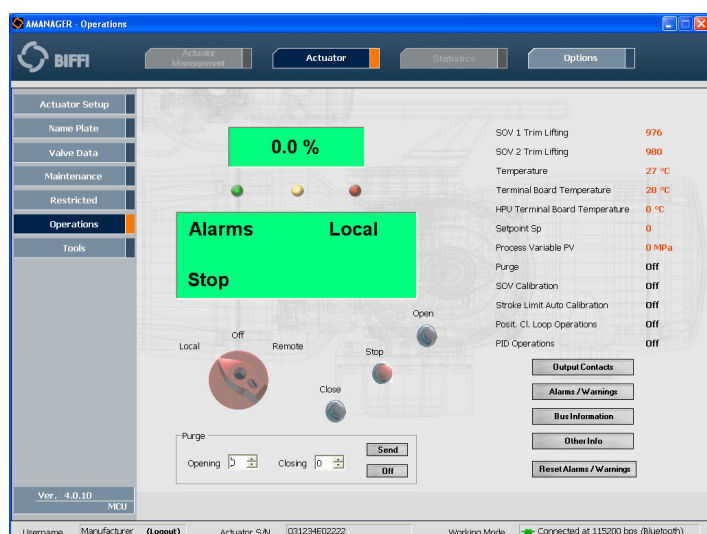 AMANAGER - Operations
BIFFI
Actuator Management
Actuator
Statistics
Options
Actuator Setup
Name Plate
Valve Data
Maintenance
Restricted
Operations
Tools
0.0 %
Alarms Local
Stop
Open
Off
Local Remote
Stop
Close
Purge
Opening
Closing 0
Send
Off
SOV 1 Trim Lifting 976
SOV 2 Trim Lifting 980
Temperature 27 ºC
Terminal Board Temperature 28 ºC
HPU Terminal Board Temperature 0 ºC
Setpoint Sp 0
Process Variable PV 0 MPa
Purge Off
SOV Calibration Off
Stroke Limit Auto Calibration Off
Posit. Cl. Loop Operations Off
PID Operations Off
Output Contacts
Alarms / Warnings
Bus Information
Other Info
Reset Alarms / Warnings
Ver. 4.0.10
MCU
Username Manufacturer (Logout) Actuator S/N 031234E02222 Working Mode Connected at 115200 bps (Bluetooth)